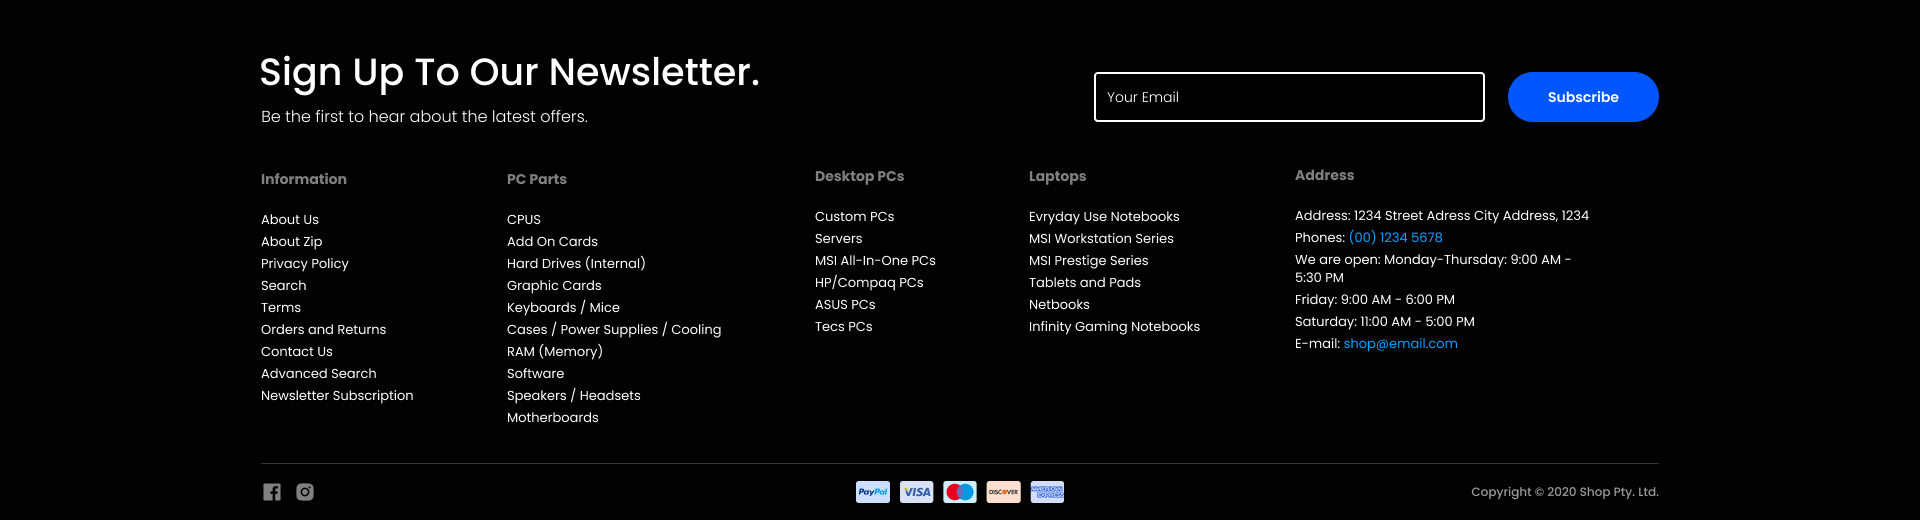 Sign Up To Our Newsletter.
Be the first to hear about the latest offers.
Your Email
Subscribe
Information
About Us
About Zip
Privacy Policy
Search
Terms
Orders and Returns
Contact Us
Advanced Search
Newsletter Subscription
PC Parts
CPUS
Add On Cards
Hard Drives (Internal)
Graphic Cards
Keyboards / Mice
Cases / Power Supplies / Cooling
RAM (Memory)
Software
Speakers / Headsets
Motherboards
Desktop PCs
Custom PCs
Servers
MSI All-In-One PCs
HP/Compaq PCs
ASUS PCs
Tecs PCs
Laptops
Evryday Use Notebooks
MSI Workstation Series
MSI Prestige Series
Tablets and Pads
Netbooks
Infinity Gaming Notebooks
Address
Address: 1234 Street Adress City Address, 1234
Phones: (00) 1234 5678
We are open: Monday-Thursday: 9:00 AM -
5:30 PM
Friday: 9:00 AM - 6:00 PM
Saturday: 11:00 AM - 5:00 PM
E-mail: shop@email.com
PayPal
VISA
DISCOVER
AMERICAN
EXPRESS
Copyright © 2020 Shop Pty. Ltd.